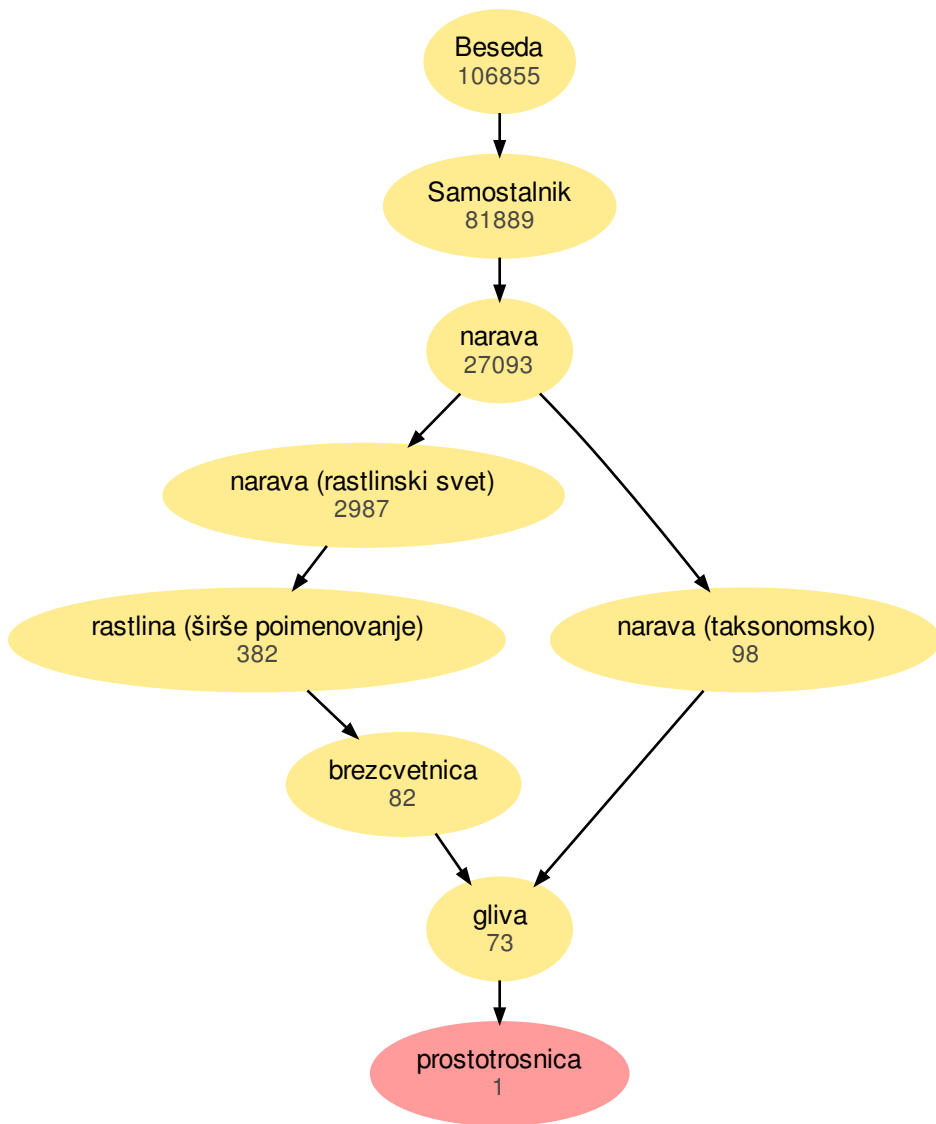 Beseda
106855
Samostalnik
81889
narava
27093
narava (rastlinski svet)
2987
rastlina (širše poimenovanje)
382
narava (taksonomsko)
98
brezcvetnica
82
gliva
73
prostotrosnica
1